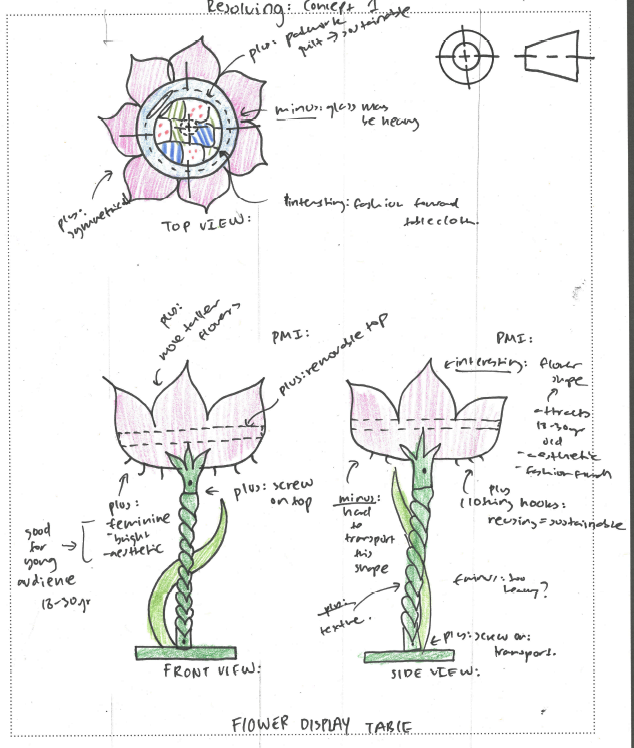 Resolving: Concept 1
plus: patchwork
quilt → sustainable
minus: glass may
be heavy
Interesting: fashion forward
tablecloth.
plus:
symmetrical
TOP VIEW:
plus:
more taller
flowers
PMI:
plus: removable top
plus: screw
on top
plus:
feminine
- bright
- aesthetic
good
for
young
audience
18-30yr
FRONT VIEW:
PMI:
interesting: flower
shape
attracts
18-30yr
old
- aesthetic
- fashion
plus
clothing hooks:
reusing = sustainable
minus:
hard
to
transport
this
shape
minus: too
heavy?
plus:
texture.
plus: screw on:
transport.
SIDE VIEW:
FLOWER DISPLAY TABLE